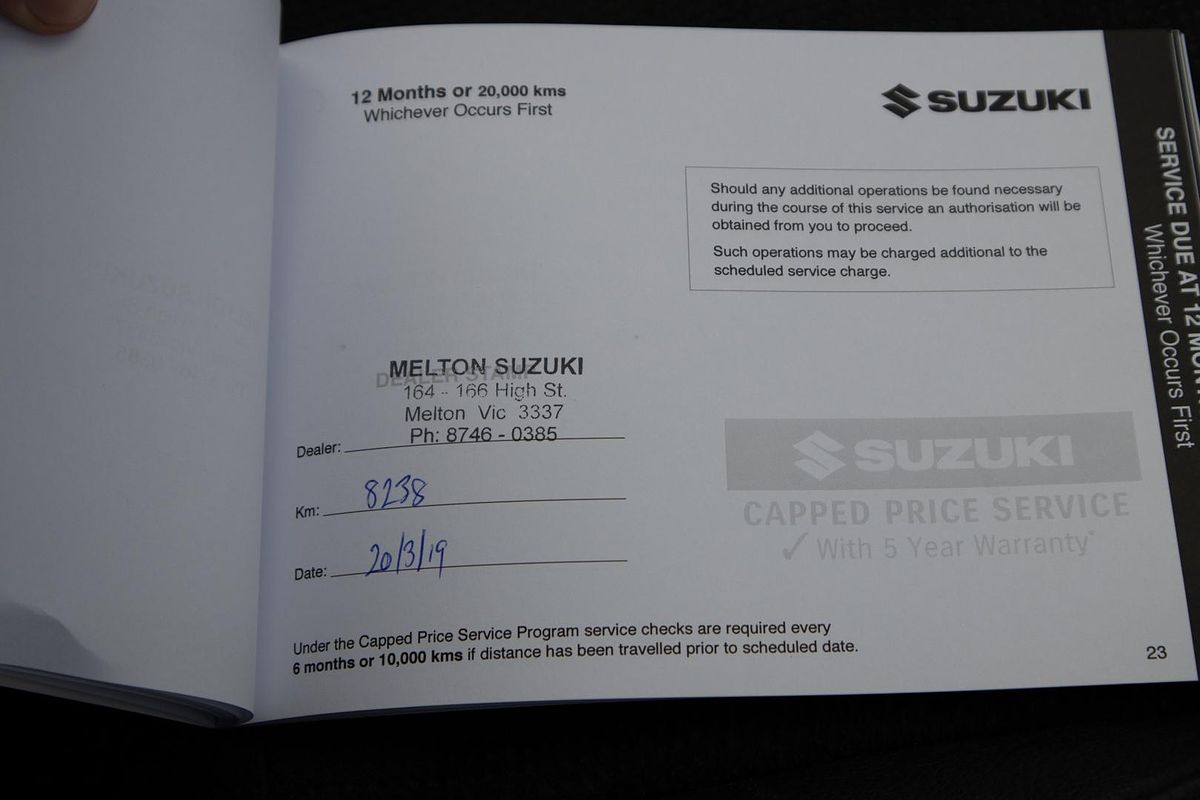 12 Months or 20,000 kms
Whichever Occurs First
SUZUKI
Should any additional operations be found necessary
during the course of this service an authorisation will be
obtained from you to proceed.
Such operations may be charged additional to the
scheduled service charge.
MELTON SUZUKI
DEALER STAMP
164 - 166 High St.
Melton Vic 3337
Ph: 8746 - 0385
Dealer:
Km: 8238
Date: 20/3/19
SUZUKI
CAPPED PRICE SERVICE
✓ With 5 Year Warranty*
Under the Capped Price Service Program service checks are required every
6 months or 10,000 kms if distance has been travelled prior to scheduled date.
23
SERVICE DUE AT 12
Whichever Occurs First